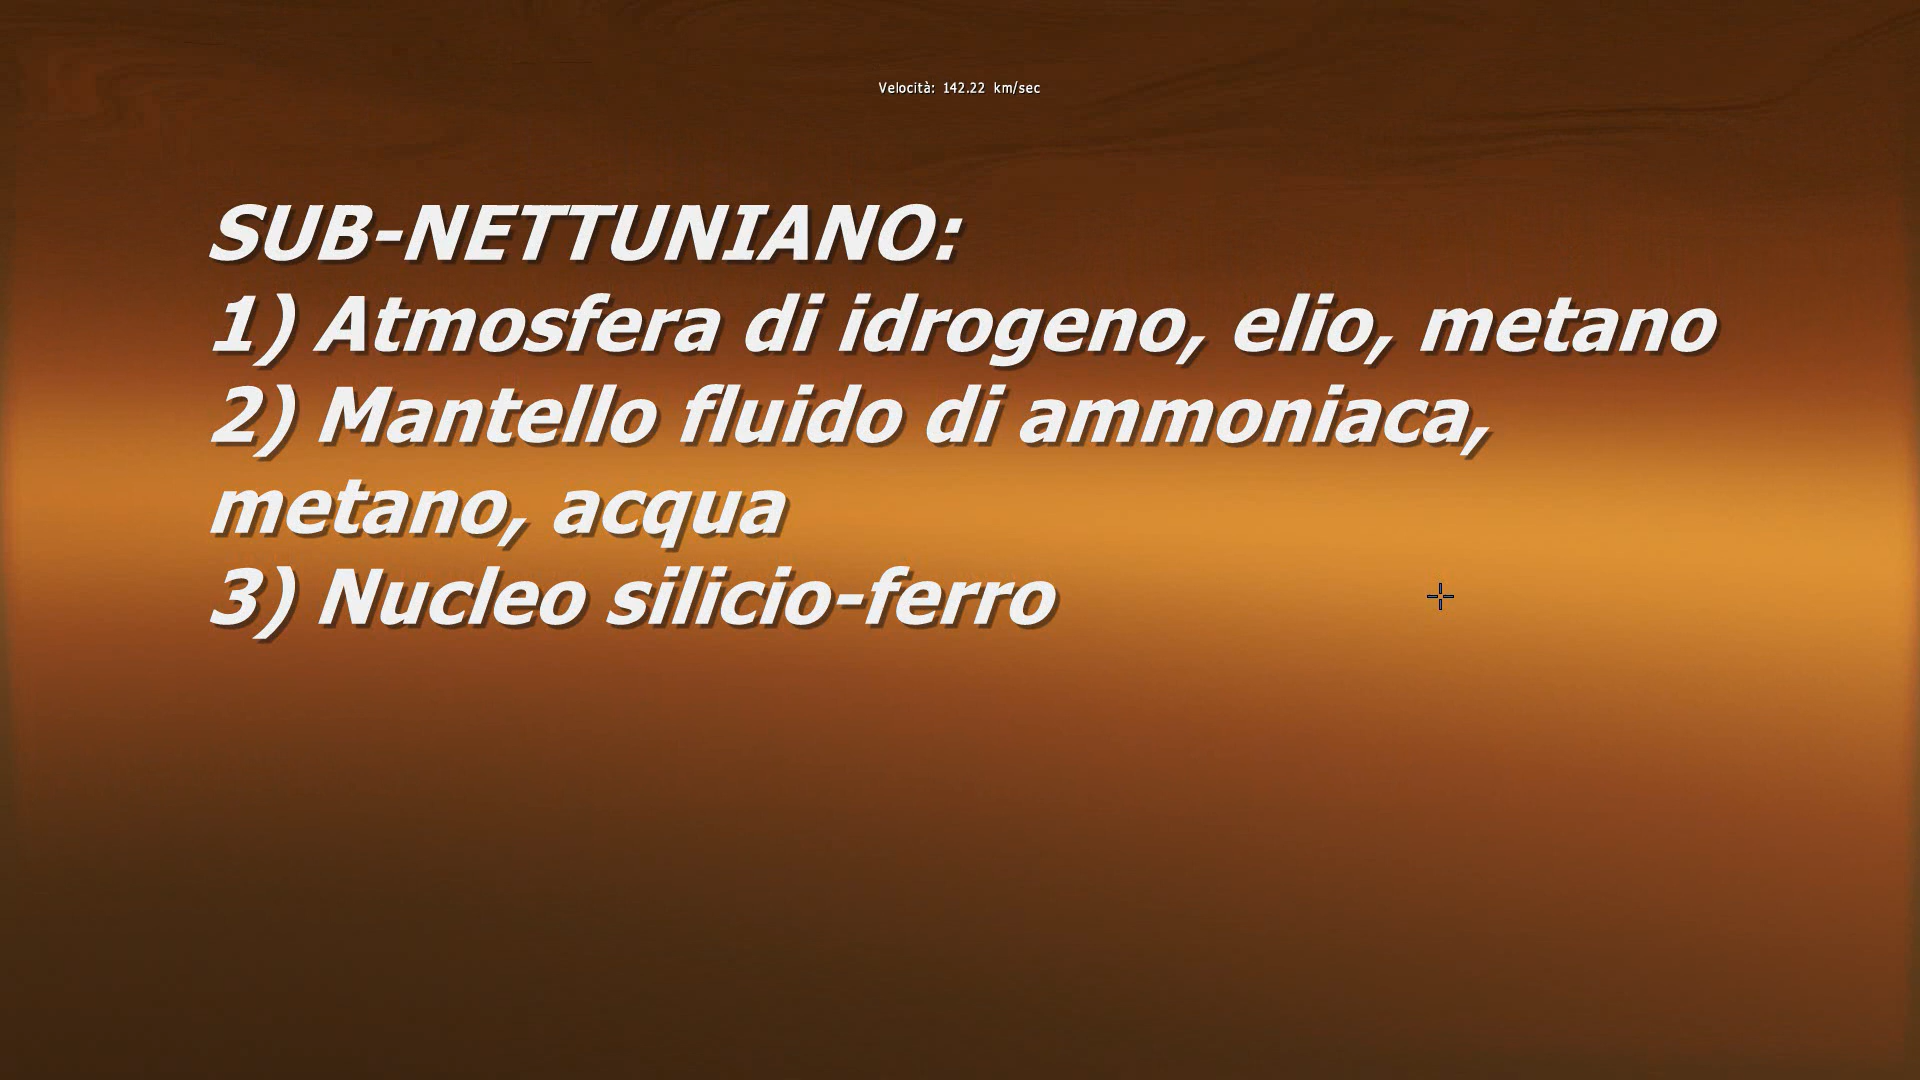 Velocità: 142.22 km/sec
SUB-NETTUNIANO:
1) Atmosfera di idrogeno, elio, metano
2) Mantello fluido di ammoniaca,
metano, acqua
3) Nucleo silicio-ferro